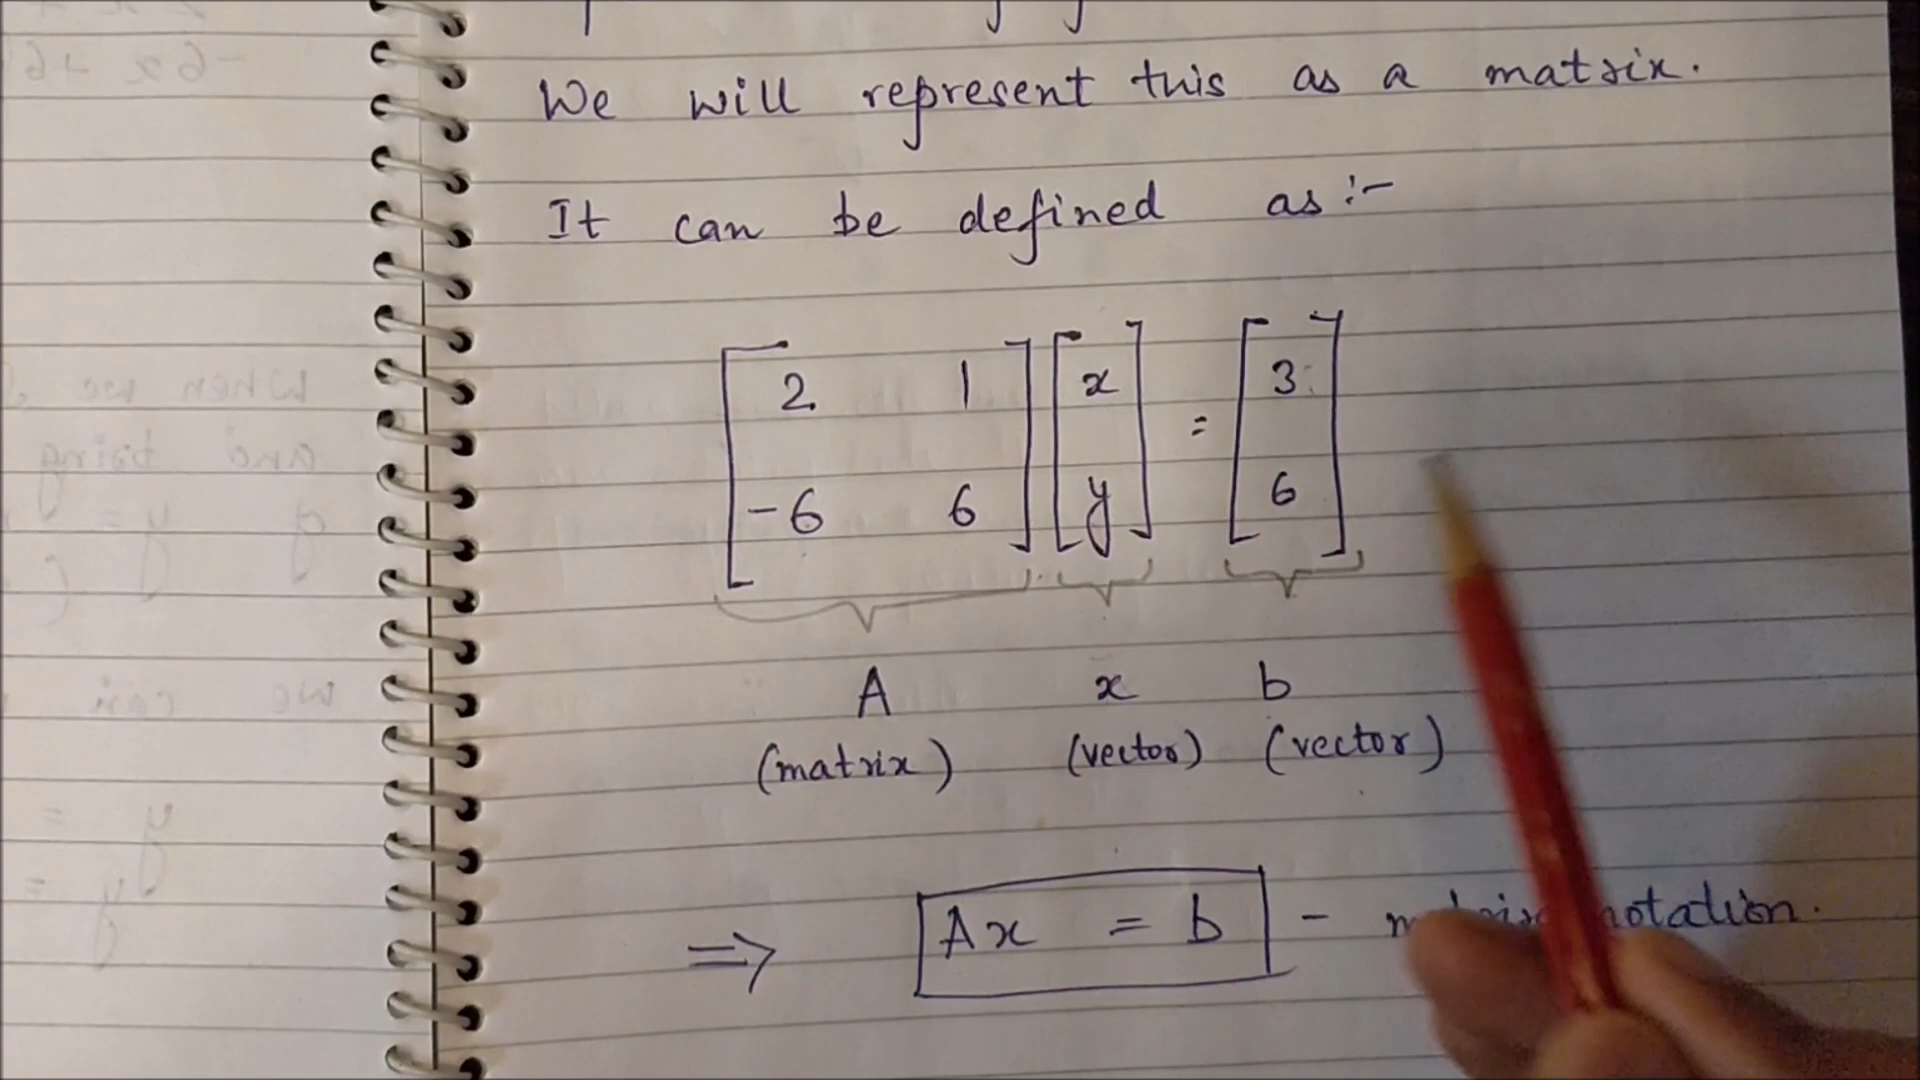 We will represent this as a matrix.
It can be defined as :-
2 1 x = 3
-6 6 y 6
A x b
(matrix) (vector) (vector)
⇒ Ax = b - notation.